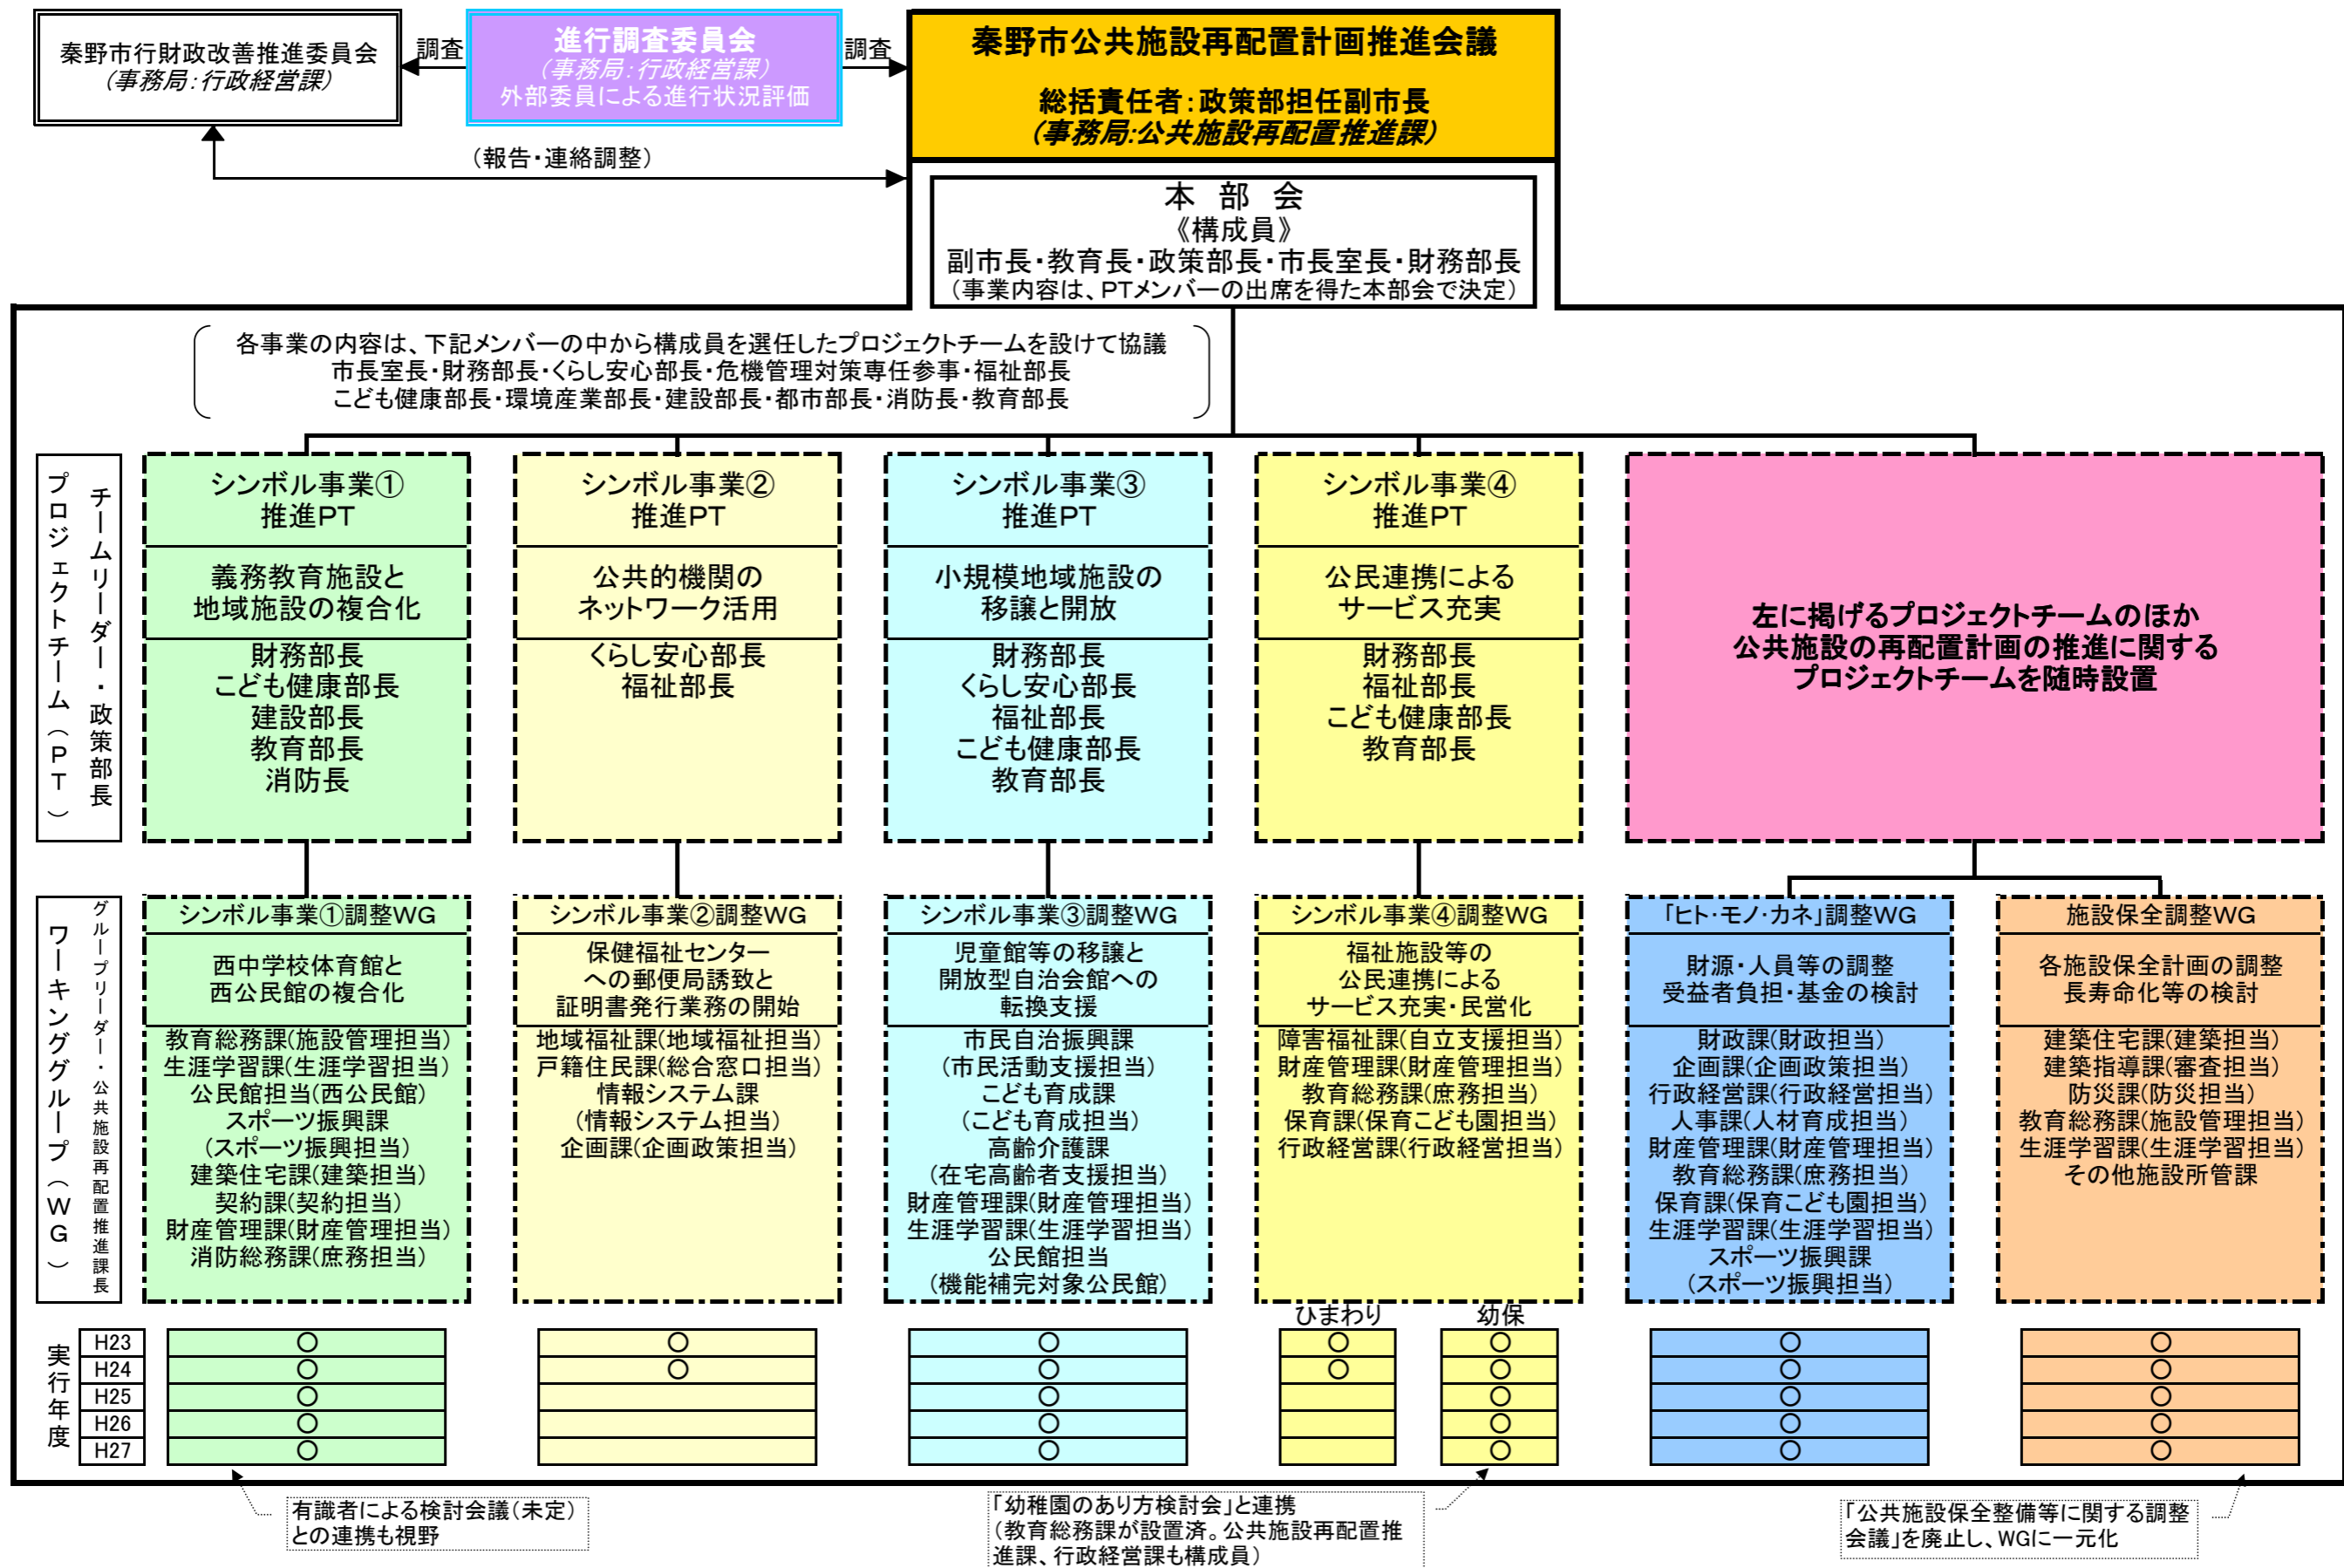 秦野市行財政改善推進委員会
(事務局:行政経営課)
調査
進行調査委員会
(事務局:行政経営課)
外部委員による進行状況評価
調査
秦野市公共施設再配置計画推進会議
総括責任者:政策部担任副市長
(事務局:公共施設再配置推進課)
(報告・連絡調整)
本 部 会
《構成員》
副市長・教育長・政策部長・市長室長・財務部長
(事業内容は、PTメンバーの出席を得た本部会で決定)
各事業の内容は、下記メンバーの中から構成員を選任したプロジェクトチームを設けて協議
市長室長・財務部長・くらし安心部長・危機管理対策専任参事・福祉部長
こども健康部長・環境産業部長・建設部長・都市部長・消防長・教育部長
チームリーダー・政策部長
プロジェクトチーム(PT)
シンボル事業①
推進PT
義務教育施設と
地域施設の複合化
財務部長
こども健康部長
建設部長
教育部長
消防長
シンボル事業②
推進PT
公共的機関の
ネットワーク活用
くらし安心部長
福祉部長
シンボル事業③
推進PT
小規模地域施設の
移譲と開放
財務部長
くらし安心部長
福祉部長
こども健康部長
教育部長
シンボル事業④
推進PT
公民連携による
サービス充実
財務部長
福祉部長
こども健康部長
教育部長
左に掲げるプロジェクトチームのほか
公共施設の再配置計画の推進に関する
プロジェクトチームを随時設置
グループリーダー・公共施設再配置推進課長
ワーキンググループ(WG)
シンボル事業①調整WG
西中学校体育館と
西公民館の複合化
教育総務課(施設管理担当)
生涯学習課(生涯学習担当)
公民館担当(西公民館)
スポーツ振興課
(スポーツ振興担当)
建築住宅課(建築担当)
契約課(契約担当)
財産管理課(財産管理担当)
消防総務課(庶務担当)
シンボル事業②調整WG
保健福祉センター
への郵便局誘致と
証明書発行業務の開始
地域福祉課(地域福祉担当)
戸籍住民課(総合窓口担当)
情報システム課
(情報システム担当)
企画課(企画政策担当)
シンボル事業③調整WG
児童館等の移譲と
開放型自治会館への
転換支援
市民自治振興課
(市民活動支援担当)
こども育成課
(こども育成担当)
高齢介護課
(在宅高齢者支援担当)
財産管理課(財産管理担当)
生涯学習課(生涯学習担当)
公民館担当
(機能補完対象公民館)
シンボル事業④調整WG
福祉施設等の
公民連携による
サービス充実・民営化
障害福祉課(自立支援担当)
財産管理課(財産管理担当)
教育総務課(庶務担当)
保育課(保育こども園担当)
行政経営課(行政経営担当)
「ヒト・モノ・カネ」調整WG
財源・人員等の調整
受益者負担・基金の検討
財政課(財政担当)
企画課(企画政策担当)
行政経営課(行政経営担当)
人事課(人材育成担当)
財産管理課(財産管理担当)
教育総務課(庶務担当)
保育課(保育こども園担当)
生涯学習課(生涯学習担当)
スポーツ振興課
(スポーツ振興担当)
施設保全調整WG
各施設保全計画の調整
長寿命化等の検討
建築住宅課(建築担当)
建築指導課(審査担当)
防災課(防災担当)
教育総務課(施設管理担当)
生涯学習課(生涯学習担当)
その他施設所管課
ひまわり 幼保
実行年度
H23 ○ ○ ○ ○ ○ ○ ○
H24 ○ ○ ○ ○ ○ ○ ○
H25 ○ ○ ○ ○ ○
H26 ○ ○ ○ ○ ○
H27 ○ ○ ○ ○ ○
有識者による検討会議(未定)
との連携も視野
「幼稚園のあり方検討会」と連携
(教育総務課が設置済。公共施設再配置推
進課、行政経営課も構成員)
「公共施設保全整備等に関する調整
会議」を廃止し、WGに一元化